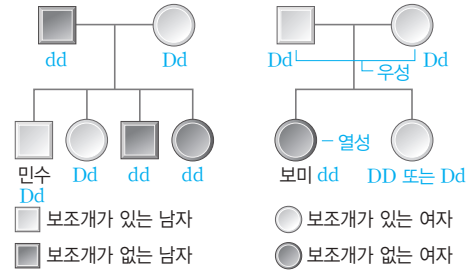 dd Dd
Dd 우성 Dd
민수 Dd dd dd
Dd
열성
보미 dd DD 또는 Dd
보조개가 있는 남자
보조개가 없는 남자
보조개가 있는 여자
보조개가 없는 여자